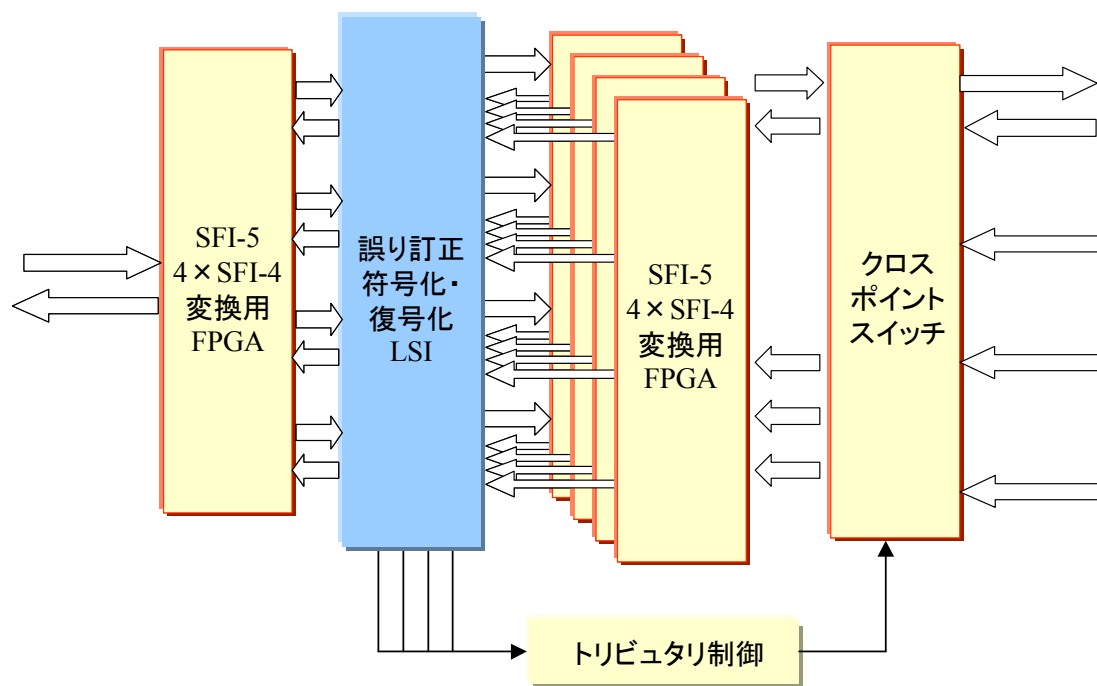 SFI-5
4×SFI-4
変換用
FPGA
誤り訂正
符号化・
復号化
LSI
SFI-5
4×SFI-4
変換用
FPGA
クロス
ポイント
スイッチ
トリビュタリ制御